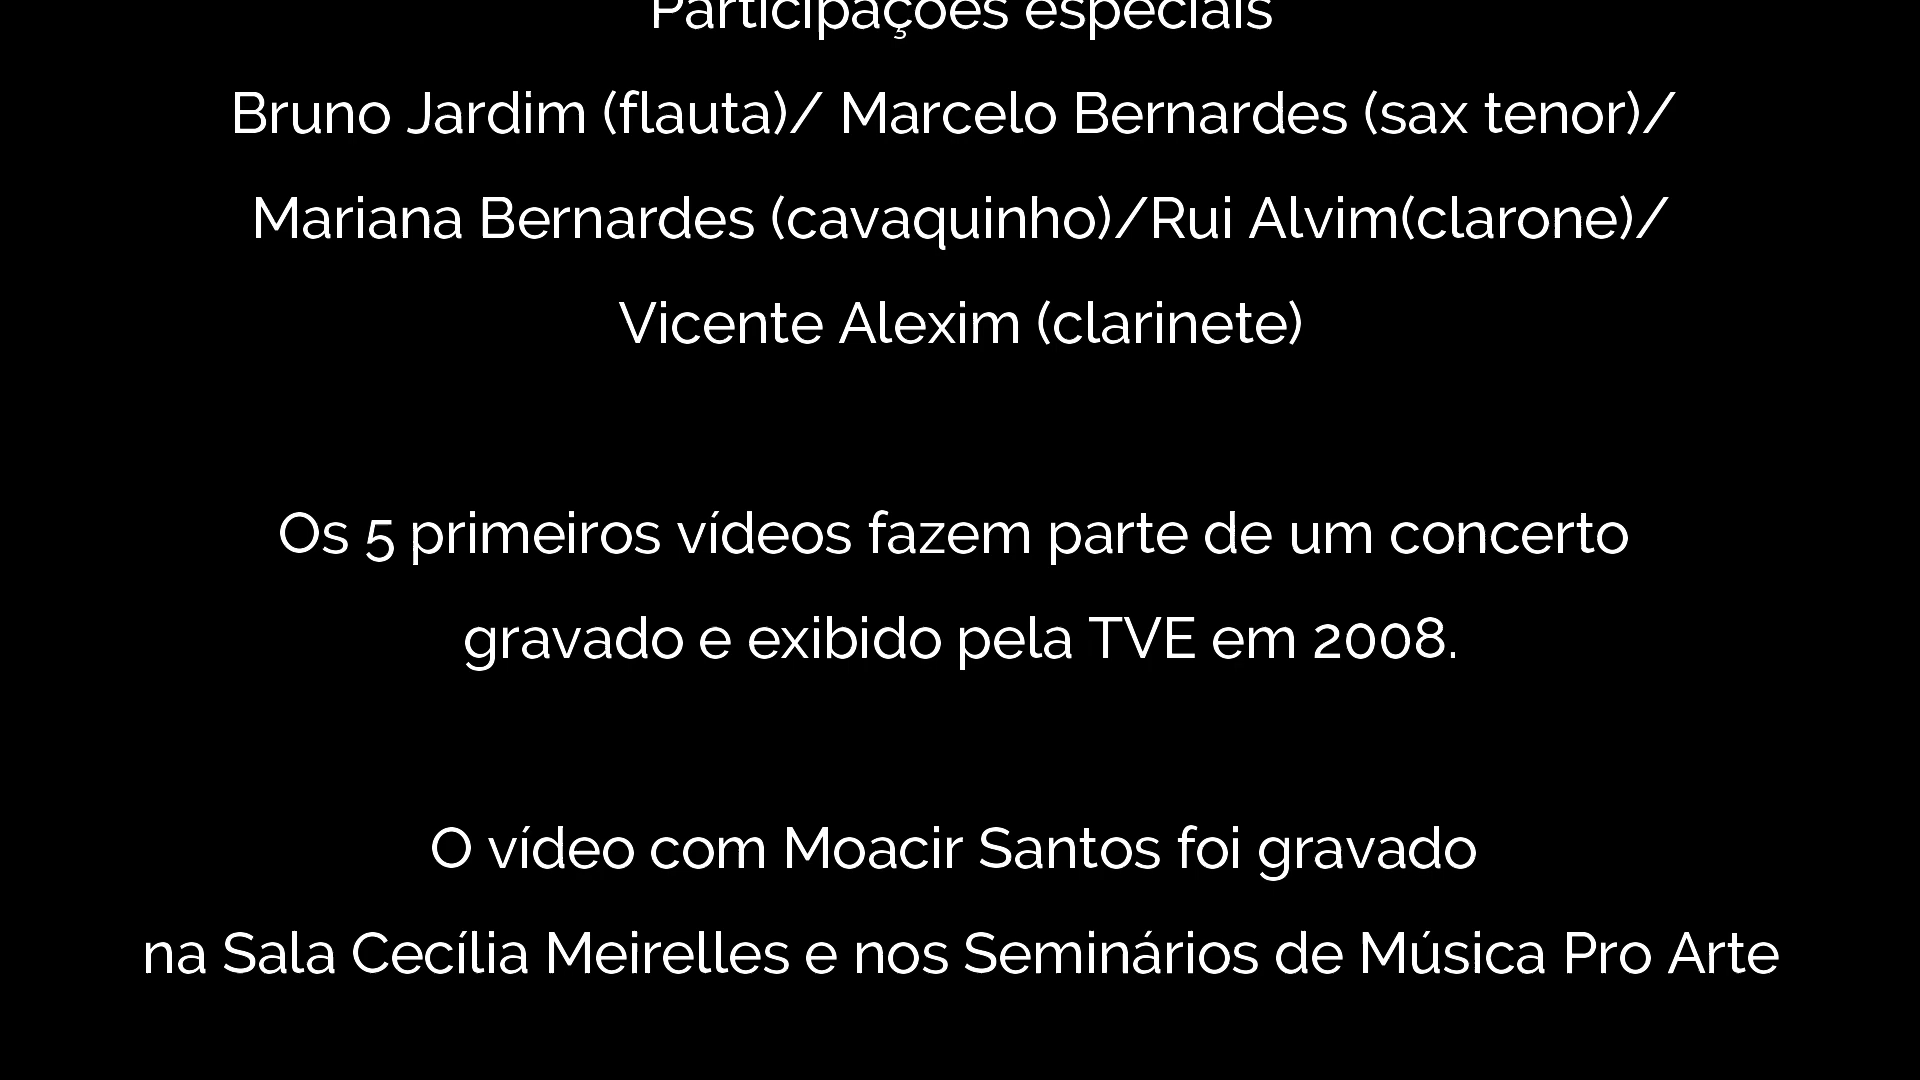 Participações especiais
Bruno Jardim (flauta)/ Marcelo Bernardes (sax tenor)/
Mariana Bernardes (cavaquinho)/Rui Alvim(clarone)/
Vicente Alexim (clarinete)
Os 5 primeiros vídeos fazem parte de um concerto
gravado e exibido pela TVE em 2008.
O vídeo com Moacir Santos foi gravado
na Sala Cecília Meirelles e nos Seminários de Música Pro Arte